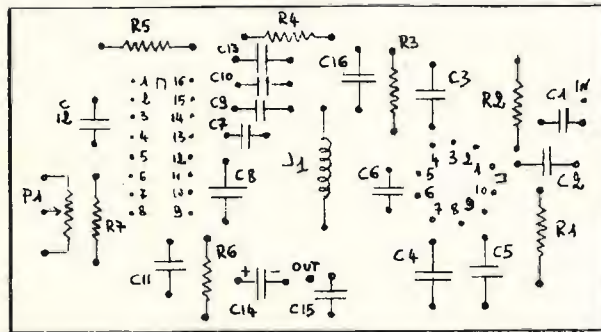 R5
R4
C13
C10
C9
C7
C16
R3
C3
R2
C1
IN
C
12
1 16
2 15
3 14
4 13
5 12
6 11
7 10
8 9
P1
R7
C8
J1
C6
4 3 2 1
5
6
7 8 9 10
C2
R1
C11
R6
+ -
C14
OUT
C15
C4
C5